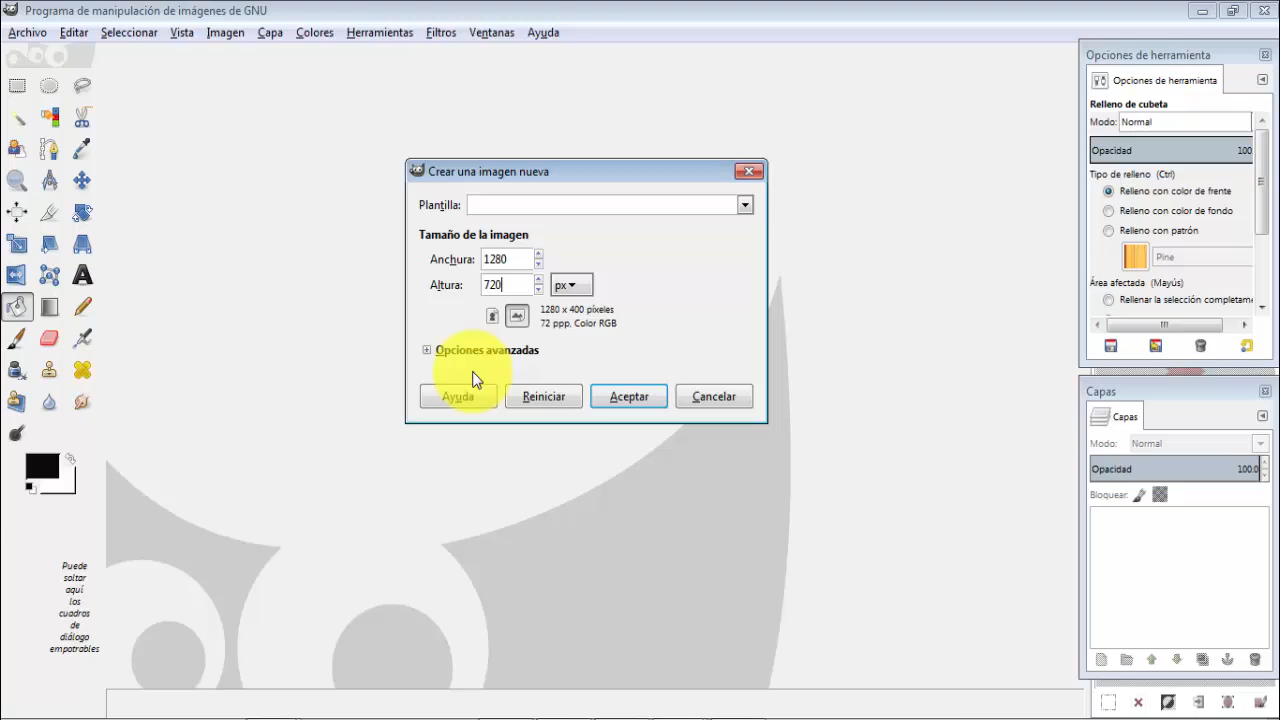 Programa de manipulación de imágenes de GNU
Archivo Editar Seleccionar Vista Imagen Capa Colores Herramientas Filtros Ventanas Ayuda
Opciones de herramienta
Opciones de herramienta
Relleno de cubeta
Modo: Normal
Opacidad 100
Tipo de relleno (Ctrl)
Relleno con color de frente
Relleno con color de fondo
Relleno con patrón
Pine
Área afectada (Mayús)
Rellenar la selección completam
Crear una imagen nueva
Plantilla:
Tamaño de la imagen
Anchura: 1280
Altura: 720 px
1280 x 400 píxeles
72 ppp, Color RGB
Opciones avanzadas
Ayuda Reiniciar Aceptar Cancelar
Capas
Capas
Modo: Normal
Opacidad 100.0
Bloquear:
Puede
soltar
aquí
los
cuadros
de
diálogo
empotrables